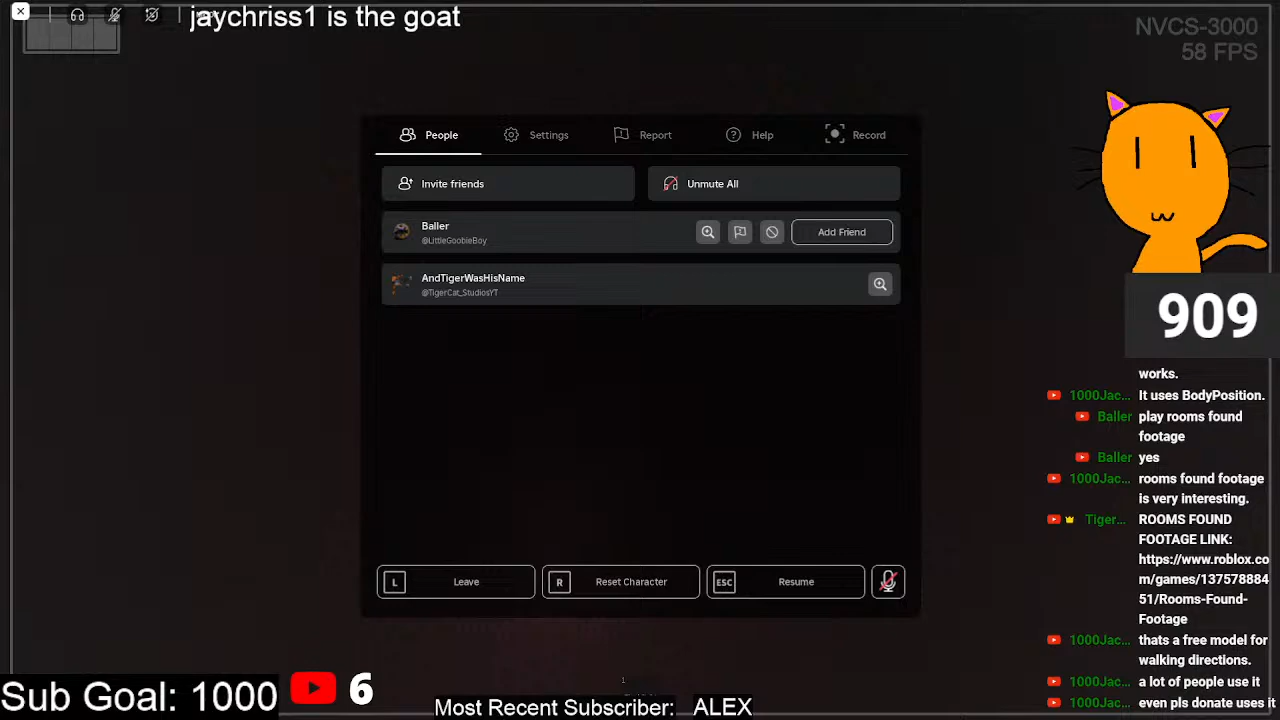 jaychriss1 is the goat
NVCS-3000
58 FPS
People
Settings
Report
Help
Record
Invite friends
Unmute All
Baller
@LittleGoobieBoy
Add Friend
AndTigerWasHisName
@TigerCat_StudiosYT
L
Leave
R
Reset Character
ESC
Resume
909
works.
1000Jac... It uses BodyPosition.
Baller play rooms found
footage
Baller yes
1000Jac... rooms found footage
is very interesting.
Tiger... ROOMS FOUND
FOOTAGE LINK:
https://www.roblox.co
m/games/137578884
51/Rooms-Found-
Footage
1000Jac... thats a free model for
walking directions.
1000Jac... a lot of people use it
1000Jac... even pls donate uses it
Sub Goal: 1000
6
1
Most Recent Subscriber: ALEX